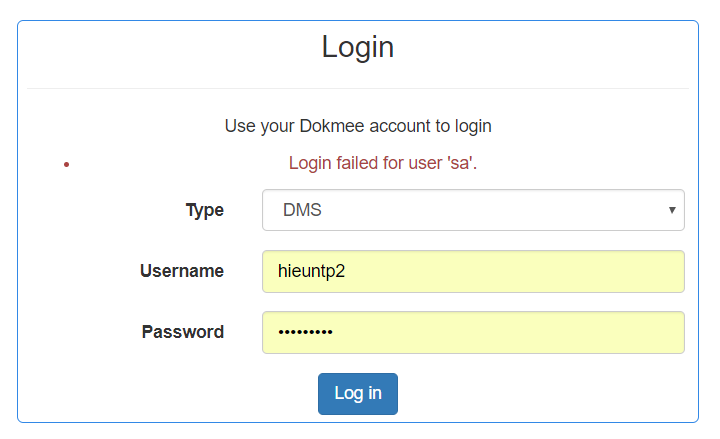 Login
Use your Dokmee account to login
• Login failed for user 'sa'.
Type DMS ▾
Username hieuntp2
Password •••••••••
Log in